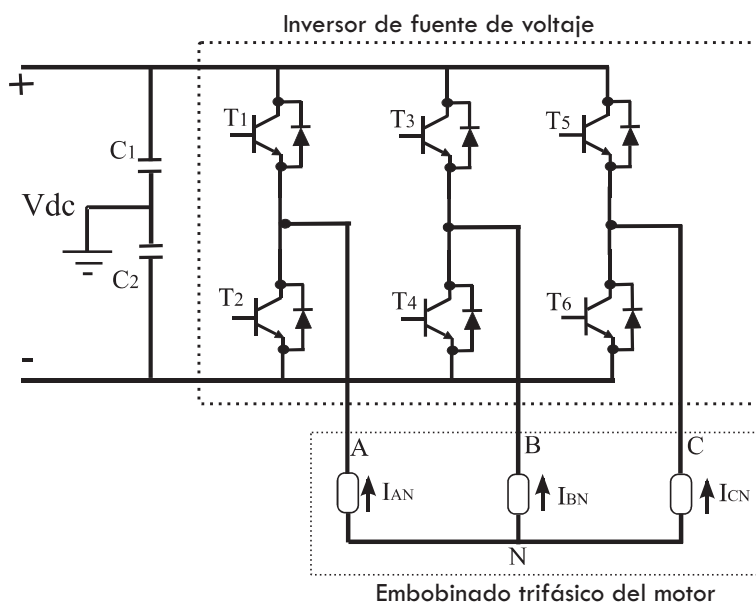 Inversor de fuente de voltaje
+
T1
T3
T5
C1
Vdc
C2
T2
T4
T6
-
A
B
C
IAN
IBN
ICN
N
Embobinado trifásico del motor